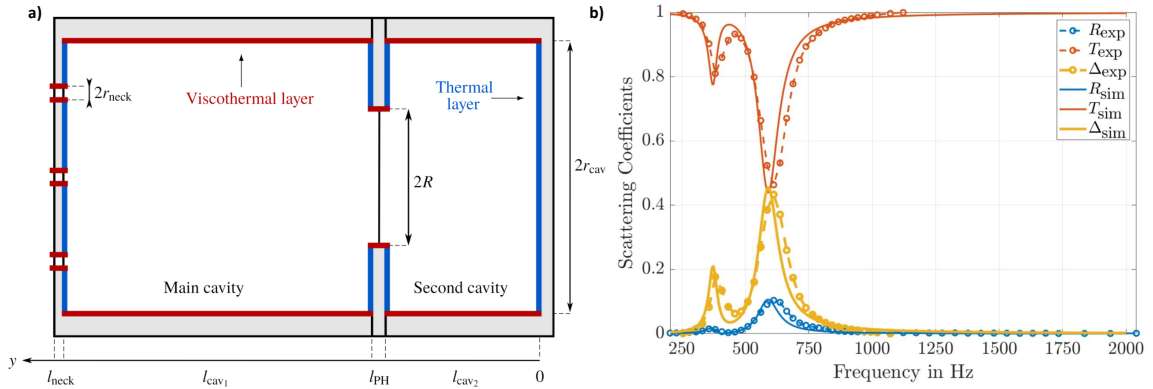 a)
2r_neck
Viscothermal layer
Thermal
layer
2R
2r_cav
Main cavity
Second cavity
y
l_neck
l_cav₁
l_PH
l_cav₂
0
b)
1
0.8
0.6
0.4
0.2
0
Scattering Coefficients
R_exp
T_exp
Δ_exp
R_sim
T_sim
Δ_sim
250
500
750
1000
1250
1500
1750
2000
Frequency in Hz